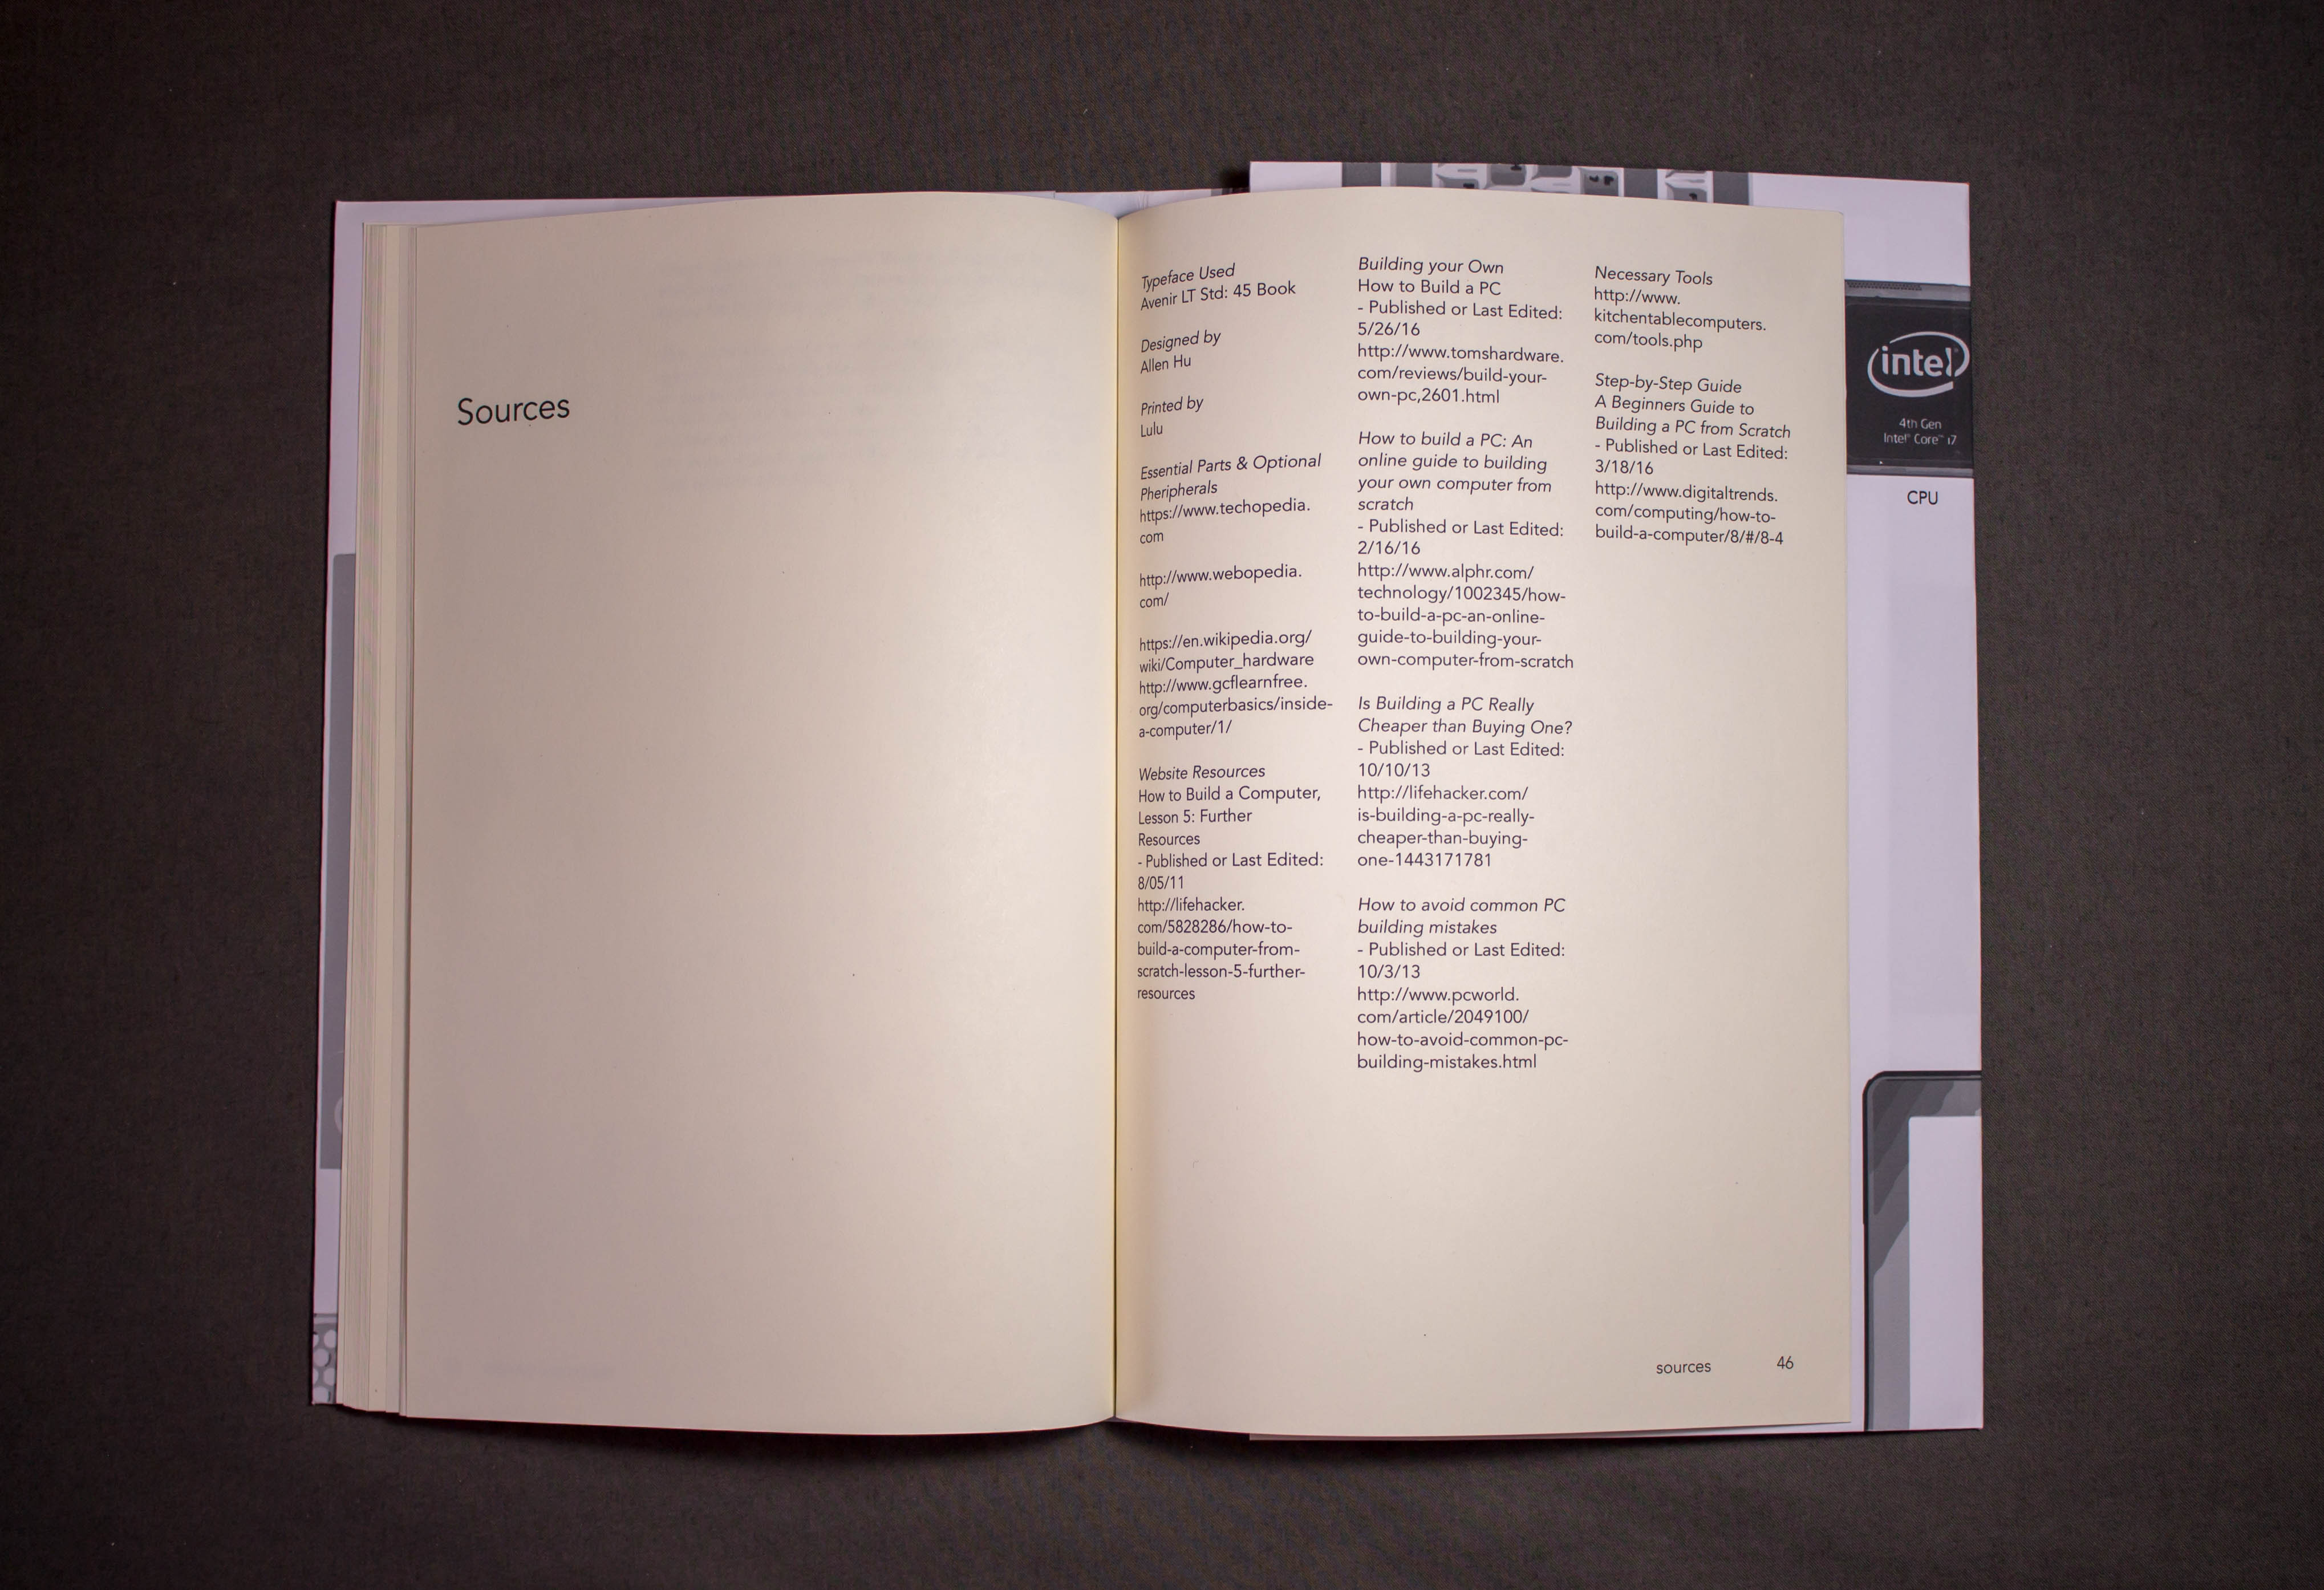 Sources
Typeface Used
Avenir LT Std: 45 Book
Designed by
Allen Hu
Printed by
Lulu
Essential Parts & Optional
Pheripherals
https://www.techopedia.
com
http://www.webopedia.
com/
https://en.wikipedia.org/
wiki/Computer_hardware
http://www.gcflearnfree.
org/computerbasics/inside-
a-computer/1/
Website Resources
How to Build a Computer,
Lesson 5: Further
Resources
- Published or Last Edited:
8/05/11
http://lifehacker.
com/5828286/how-to-
build-a-computer-from-
scratch-lesson-5-further-
resources
Building your Own
How to Build a PC
- Published or Last Edited:
5/26/16
http://www.tomshardware.
com/reviews/build-your-
own-pc,2601.html
How to build a PC: An
online guide to building
your own computer from
scratch
- Published or Last Edited:
2/16/16
http://www.alphr.com/
technology/1002345/how-
to-build-a-pc-an-online-
guide-to-building-your-
own-computer-from-scratch
Is Building a PC Really
Cheaper than Buying One?
- Published or Last Edited:
10/10/13
http://lifehacker.com/
is-building-a-pc-really-
cheaper-than-buying-
one-1443171781
How to avoid common PC
building mistakes
- Published or Last Edited:
10/3/13
http://www.pcworld.
com/article/2049100/
how-to-avoid-common-pc-
building-mistakes.html
Necessary Tools
http://www.
kitchentablecomputers.
com/tools.php
Step-by-Step Guide
A Beginners Guide to
Building a PC from Scratch
- Published or Last Edited:
3/18/16
http://www.digitaltrends.
com/computing/how-to-
build-a-computer/8/#/8-4
sources 46
intel
4th Gen
Intel® Core™ i7
CPU